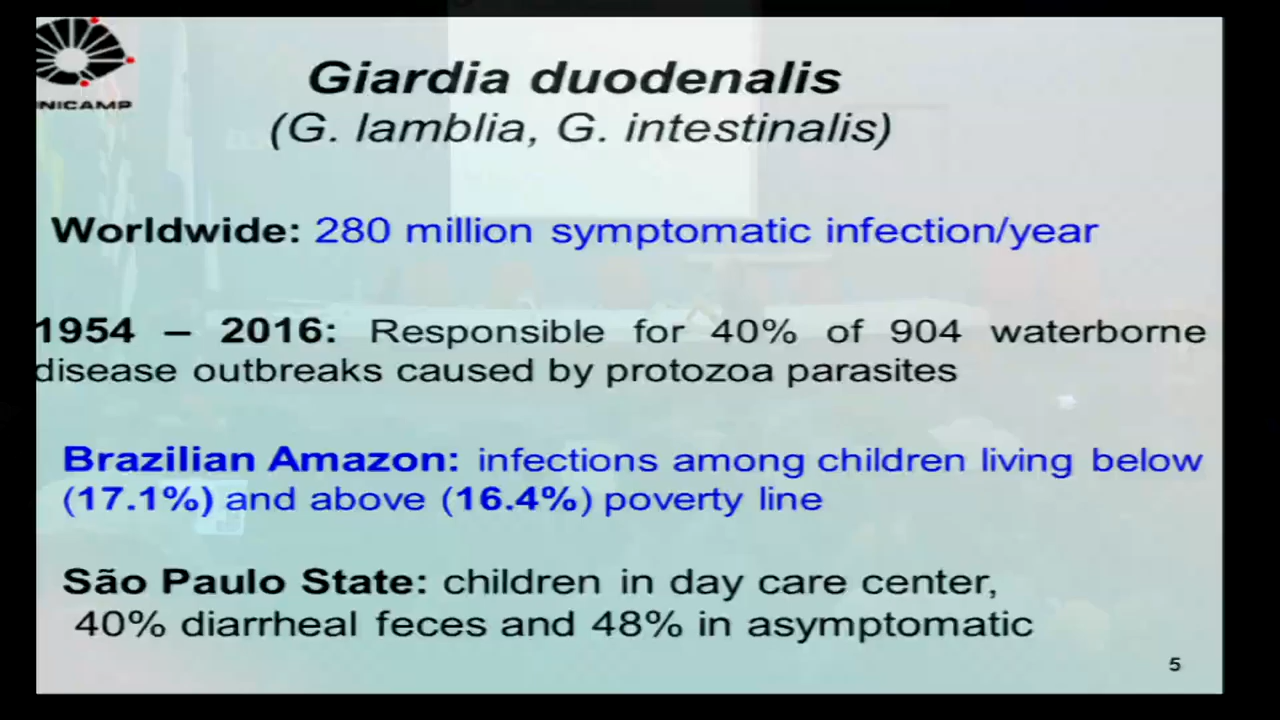 UNICAMP
Giardia duodenalis
(G. lamblia, G. intestinalis)
Worldwide: 280 million symptomatic infection/year
1954 – 2016: Responsible for 40% of 904 waterborne
disease outbreaks caused by protozoa parasites
Brazilian Amazon: infections among children living below
(17.1%) and above (16.4%) poverty line
São Paulo State: children in day care center,
40% diarrheal feces and 48% in asymptomatic
5